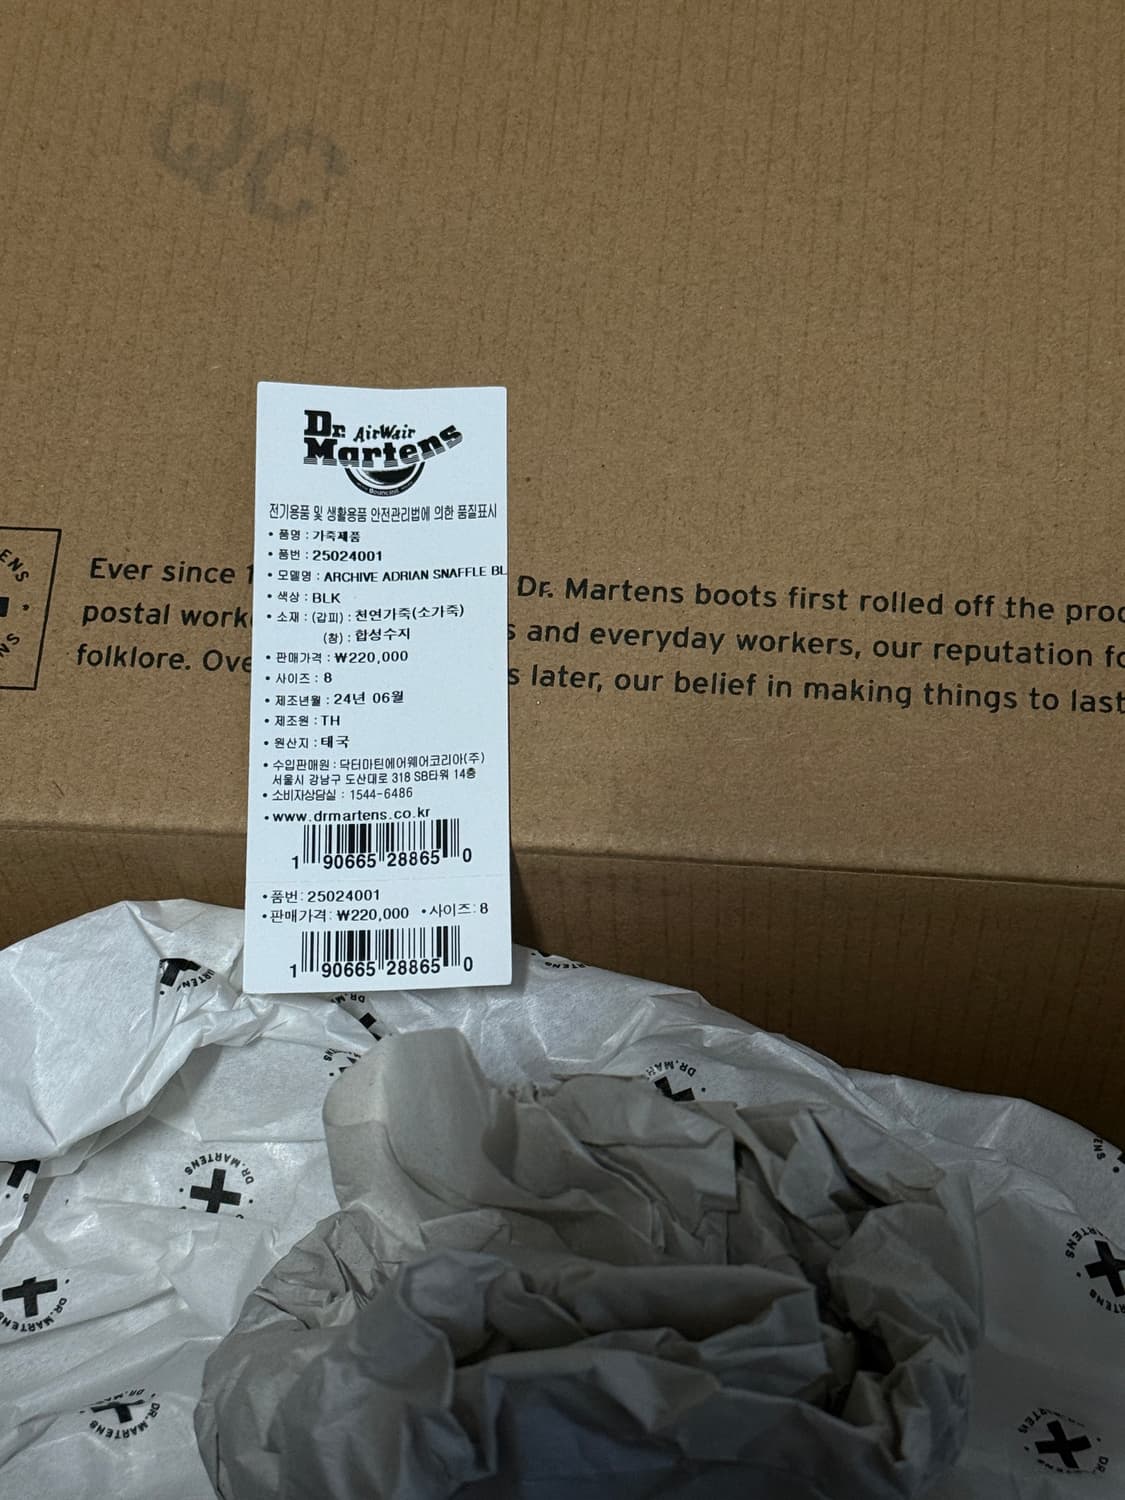 QC
Ever since 1
Dr. Martens boots first rolled off the prod
postal work
s and everyday workers, our reputation fo
folklore. Ove
s later, our belief in making things to last
Dr. AirWair
Martens
전기용품 및 생활용품 안전관리법에 의한 품질표시
• 품명 : 가죽제품
• 품번 : 25024001
• 모델명 : ARCHIVE ADRIAN SNAFFLE BL
• 색상 : BLK
• 소재 : (갑피) : 천연가죽(소가죽)
(창) : 합성수지
• 판매가격 : ₩220,000
• 사이즈 : 8
• 제조년월 : 24년 06월
• 제조원 : TH
• 원산지 : 태국
• 수입판매원 : 닥터마틴에어웨어코리아(주)
서울시 강남구 도산대로 318 SB타워 14층
• 소비자상담실 : 1544-6486
• www.drmartens.co.kr
1 90665 28865 0
• 품번: 25024001
• 판매가격: ₩220,000 • 사이즈: 8
1 90665 28865 0
DR.MARTENS
DR.MARTENS
DR.MARTENS